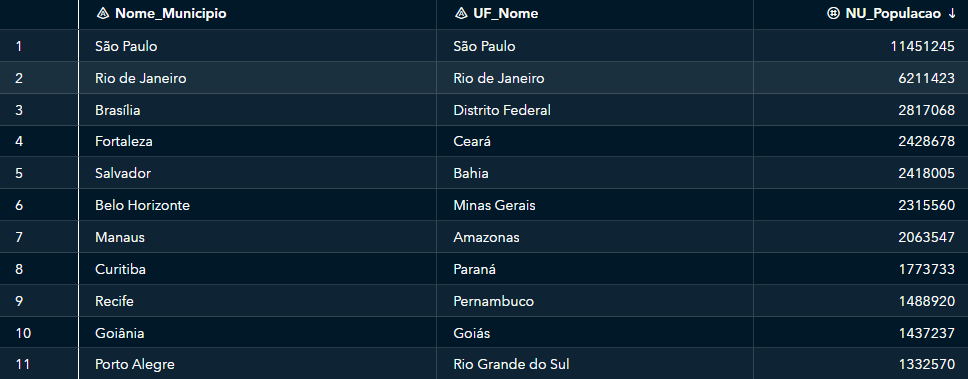 Nome_Municipio UF_Nome NU_Populacao ↓
1 São Paulo São Paulo 11451245
2 Rio de Janeiro Rio de Janeiro 6211423
3 Brasília Distrito Federal 2817068
4 Fortaleza Ceará 2428678
5 Salvador Bahia 2418005
6 Belo Horizonte Minas Gerais 2315560
7 Manaus Amazonas 2063547
8 Curitiba Paraná 1773733
9 Recife Pernambuco 1488920
10 Goiânia Goiás 1437237
11 Porto Alegre Rio Grande do Sul 1332570